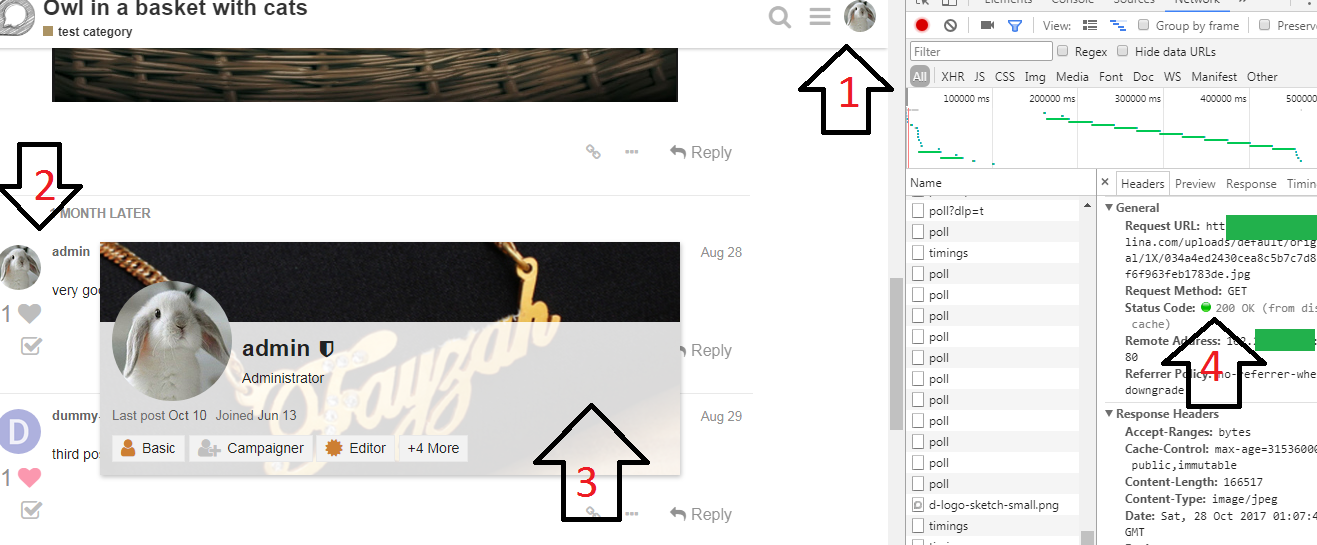 Owl in a basket with cats
test category
1
Reply
2
1 MONTH LATER
admin
Aug 28
very goo
1
admin
Administrator
Last post Oct 10 Joined Jun 13
Basic
Campaigner
Editor
+4 More
Reply
3
D
dummy-
Aug 29
third pos
1
Reply
Elements
Console
Sources
Network
View:
Group by frame
Preserv
Filter
Regex
Hide data URLs
All
XHR
JS
CSS
Img
Media
Font
Doc
WS
Manifest
Other
100000 ms
200000 ms
300000 ms
400000 ms
50000
Name
poll?dlp=t
poll
timings
poll
poll
poll
poll
poll
poll
poll
poll
poll
poll
poll
d-logo-sketch-small.png
timings
Headers
Preview
Response
Timin
General
Request URL: htt
lina.com/uploads/default/orig
al/1X/034a4ed2430cea8c5b7c7d8
f6f963feb1783de.jpg
Request Method: GET
Status Code: 200 OK (from dis
cache)
Remote Address:
80
Referrer Policy: no-referrer-whe
downgrade
4
Response Headers
Accept-Ranges: bytes
Cache-Control: max-age=31536000
public,immutable
Content-Length: 166517
Content-Type: image/jpeg
Date: Sat, 28 Oct 2017 01:07:4
GMT